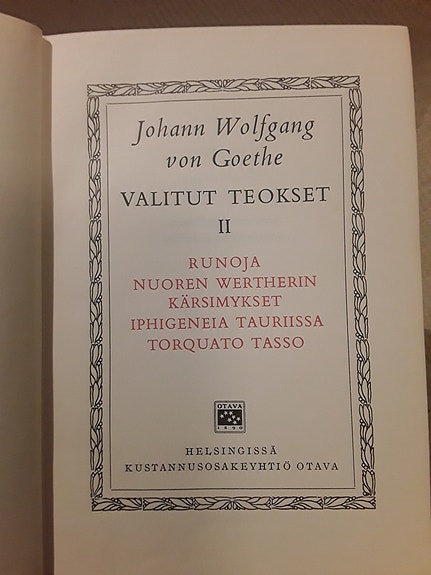 Johann Wolfgang
von Goethe
VALITUT TEOKSET
II
RUNOJA
NUOREN WERTHERIN
KÄRSIMYKSET
IPHIGENEIA TAURIISSA
TORQUATO TASSO
OTAVA
1890
HELSINGISSÄ
KUSTANNUSOSAKEYHTIÖ OTAVA